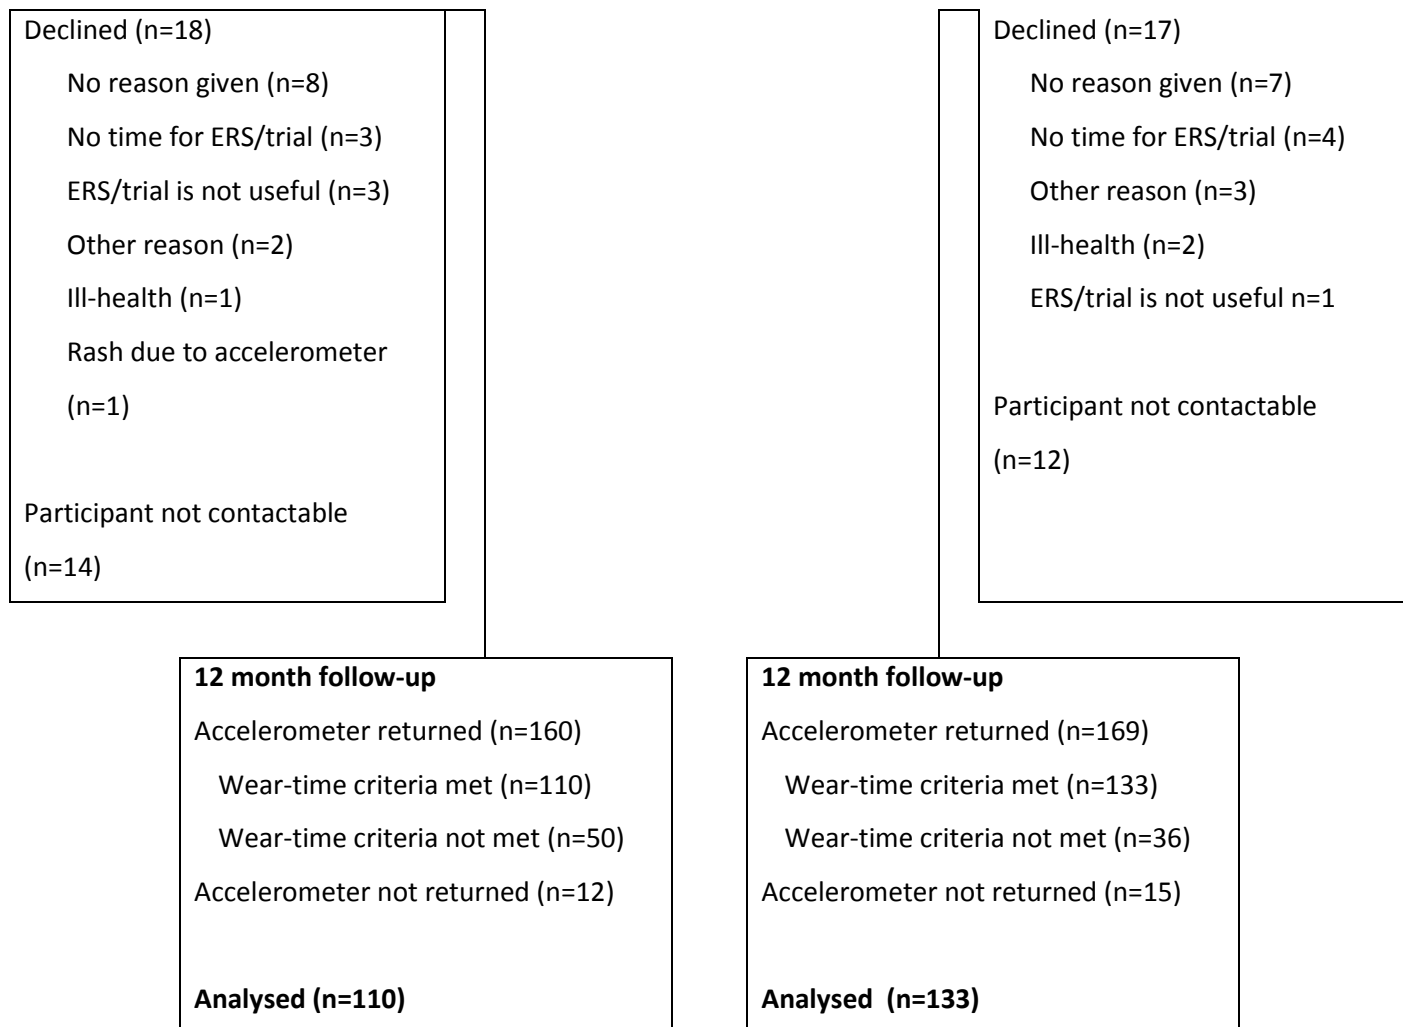 Declined (n=18)
No reason given (n=8)
No time for ERS/trial (n=3)
ERS/trial is not useful (n=3)
Other reason (n=2)
Ill-health (n=1)
Rash due to accelerometer
(n=1)
Participant not contactable
(n=14)
Declined (n=17)
No reason given (n=7)
No time for ERS/trial (n=4)
Other reason (n=3)
Ill-health (n=2)
ERS/trial is not useful n=1
Participant not contactable
(n=12)
12 month follow-up
Accelerometer returned (n=160)
Wear-time criteria met (n=110)
Wear-time criteria not met (n=50)
Accelerometer not returned (n=12)
Analysed (n=110)
12 month follow-up
Accelerometer returned (n=169)
Wear-time criteria met (n=133)
Wear-time criteria not met (n=36)
Accelerometer not returned (n=15)
Analysed  (n=133)